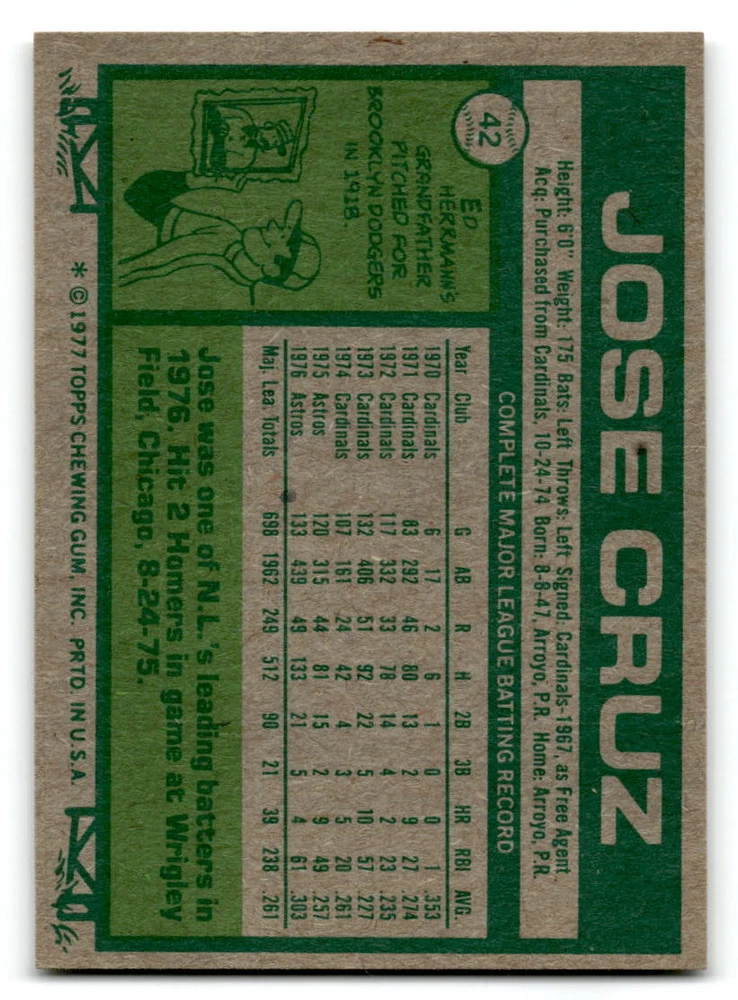 42
JOSE CRUZ
Height: 6'0" Weight: 175 Bats: Left Throws: Left Signed: Cardinals-1967, as Free Agent
Acq: Purchased from Cardinals, 10-24-74 Born: 8-8-47, Arroyo, P.R. Home: Arroyo, P.R.
ED
HERRMANN'S
GRANDFATHER
PITCHED FOR
BROOKLYN DODGERS
IN 1918.
COMPLETE MAJOR LEAGUE BATTING RECORD
Year Club G AB R H 2B 3B HR RBI AVG.
1970 Cardinals 6 17 2 6 1 0 0 1 .353
1971 Cardinals 83 292 46 80 13 2 9 27 .274
1972 Cardinals 117 332 33 78 14 4 2 23 .235
1973 Cardinals 132 406 51 92 22 5 10 57 .227
1974 Cardinals 107 161 24 42 4 3 5 20 .261
1975 Astros 120 315 44 81 15 2 9 49 .257
1976 Astros 133 439 49 133 21 5 4 61 .303
Maj. Lea Totals 698 1962 249 512 90 21 39 238 .261
Jose was one of N.L.'s leading batters in
1976. Hit 2 Homers in game at Wrigley
Field, Chicago, 8-24-75.
* © 1977 TOPPS CHEWING GUM, INC. PRTD. IN U.S.A.